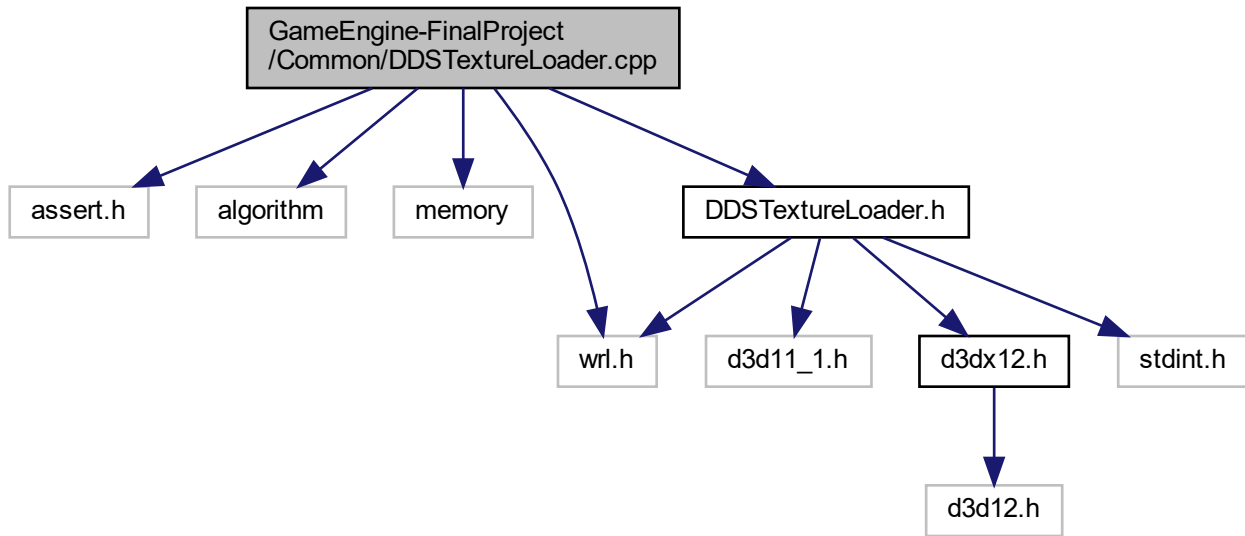 GameEngine-FinalProject
/Common/DDSTextureLoader.cpp
assert.h
algorithm
memory
DDSTextureLoader.h
wrl.h
d3d11_1.h
d3dx12.h
stdint.h
d3d12.h